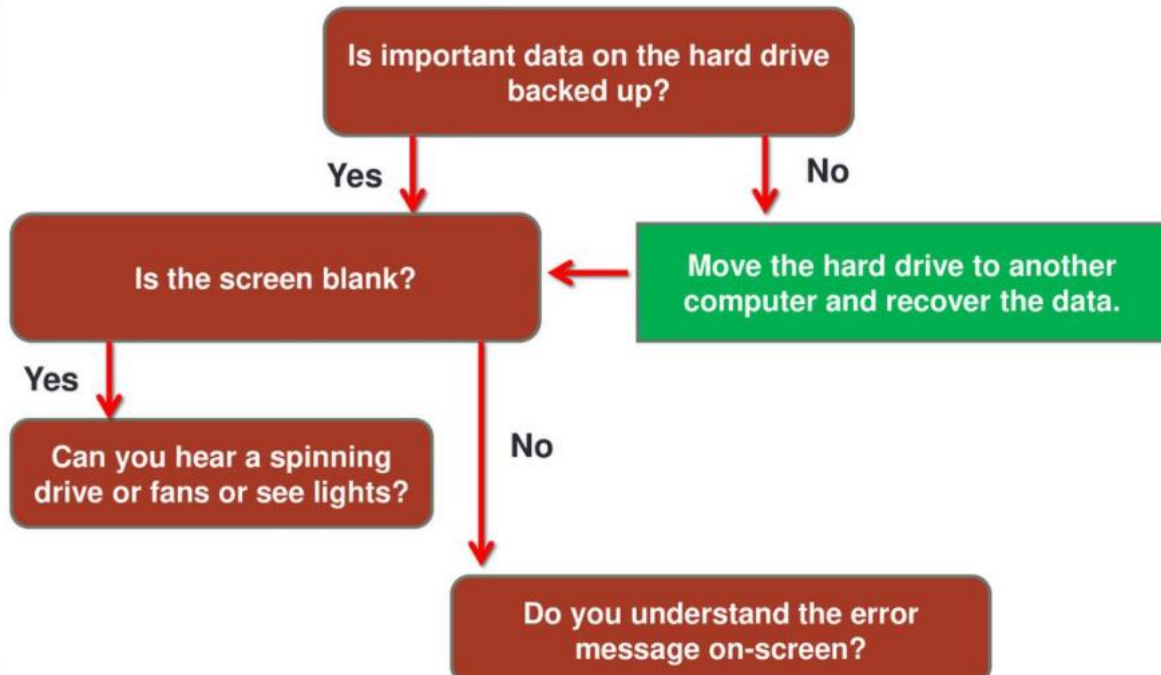 Is important data on the hard drive
backed up?
Yes
No
Is the screen blank?
Move the hard drive to another
computer and recover the data.
Yes
No
Can you hear a spinning
drive or fans or see lights?
Do you understand the error
message on-screen?